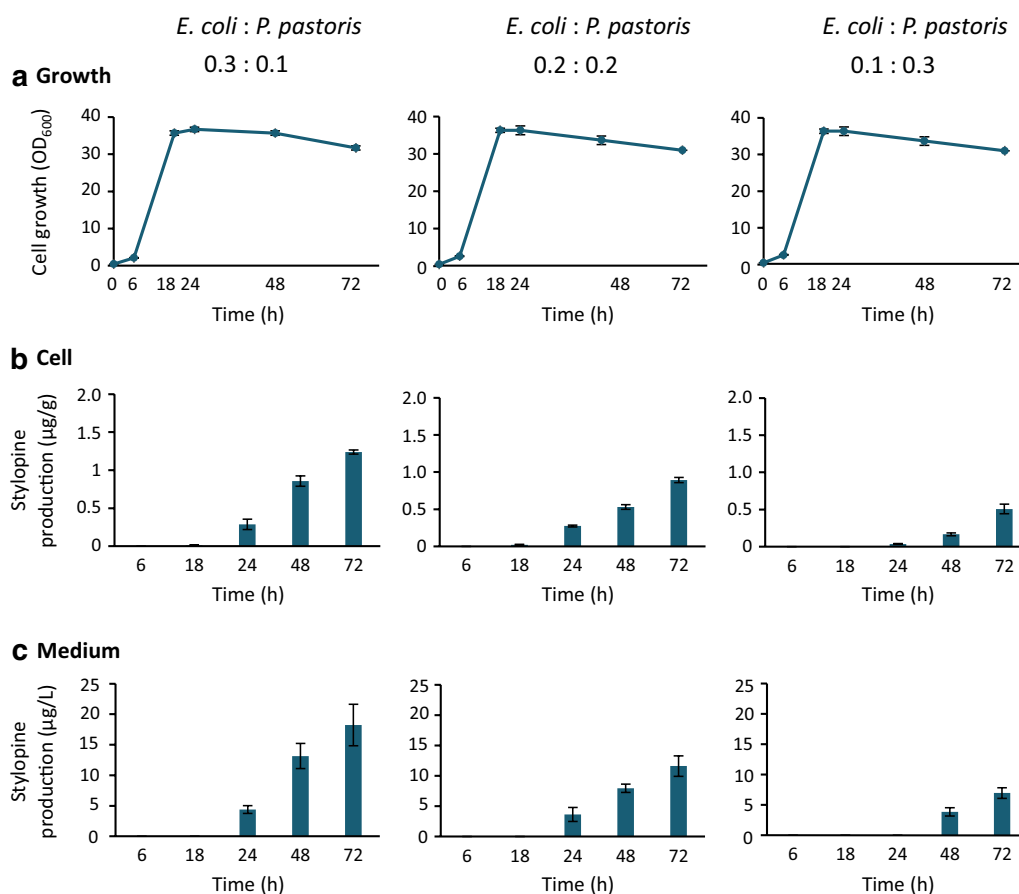 E. coli : P. pastoris E. coli : P. pastoris E. coli : P. pastoris
0.3 : 0.1 0.2 : 0.2 0.1 : 0.3
a Growth
Cell growth (OD600)
40
30
20
10
0
0 6 18 24 48 72
Time (h)
40
30
20
10
0
0 6 18 24 48 72
Time (h)
40
30
20
10
0
0 6 18 24 48 72
Time (h)
b Cell
Stylopine
production (µg/g)
2.0
1.5
1
0.5
0
6 18 24 48 72
Time (h)
2.0
1.5
1.0
0.5
0
6 18 24 48 72
Time (h)
2.0
1.5
1.0
0.5
0
6 18 24 48 72
Time (h)
c Medium
Stylopine
production (µg/L)
25
20
15
10
5
0
6 18 24 48 72
Time (h)
25
20
15
10
5
0
6 18 24 48 72
Time (h)
25
20
15
10
5
0
6 18 24 48 72
Time (h)